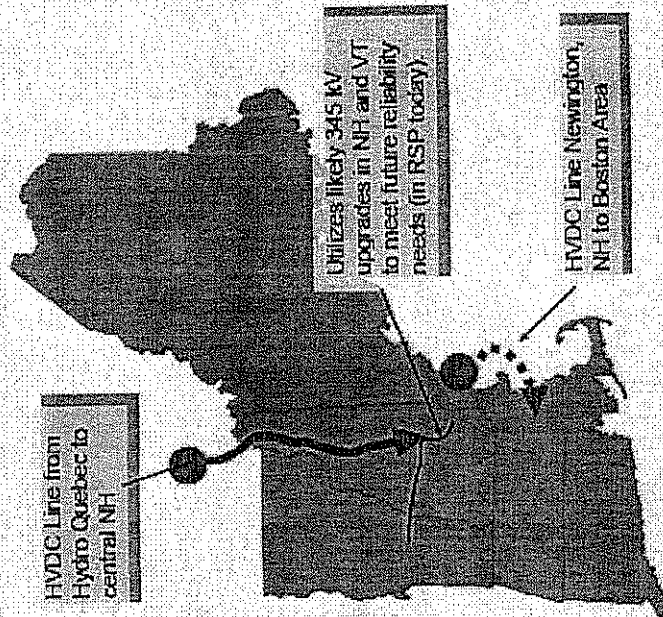 HVDC Line from
Hydro Quebec to
central NH
Utilizes likely 345 kV
upgrades in NH and VT
to meet future reliability
needs (in RSP today).
HVDC Line Newington,
NH to Boston Area